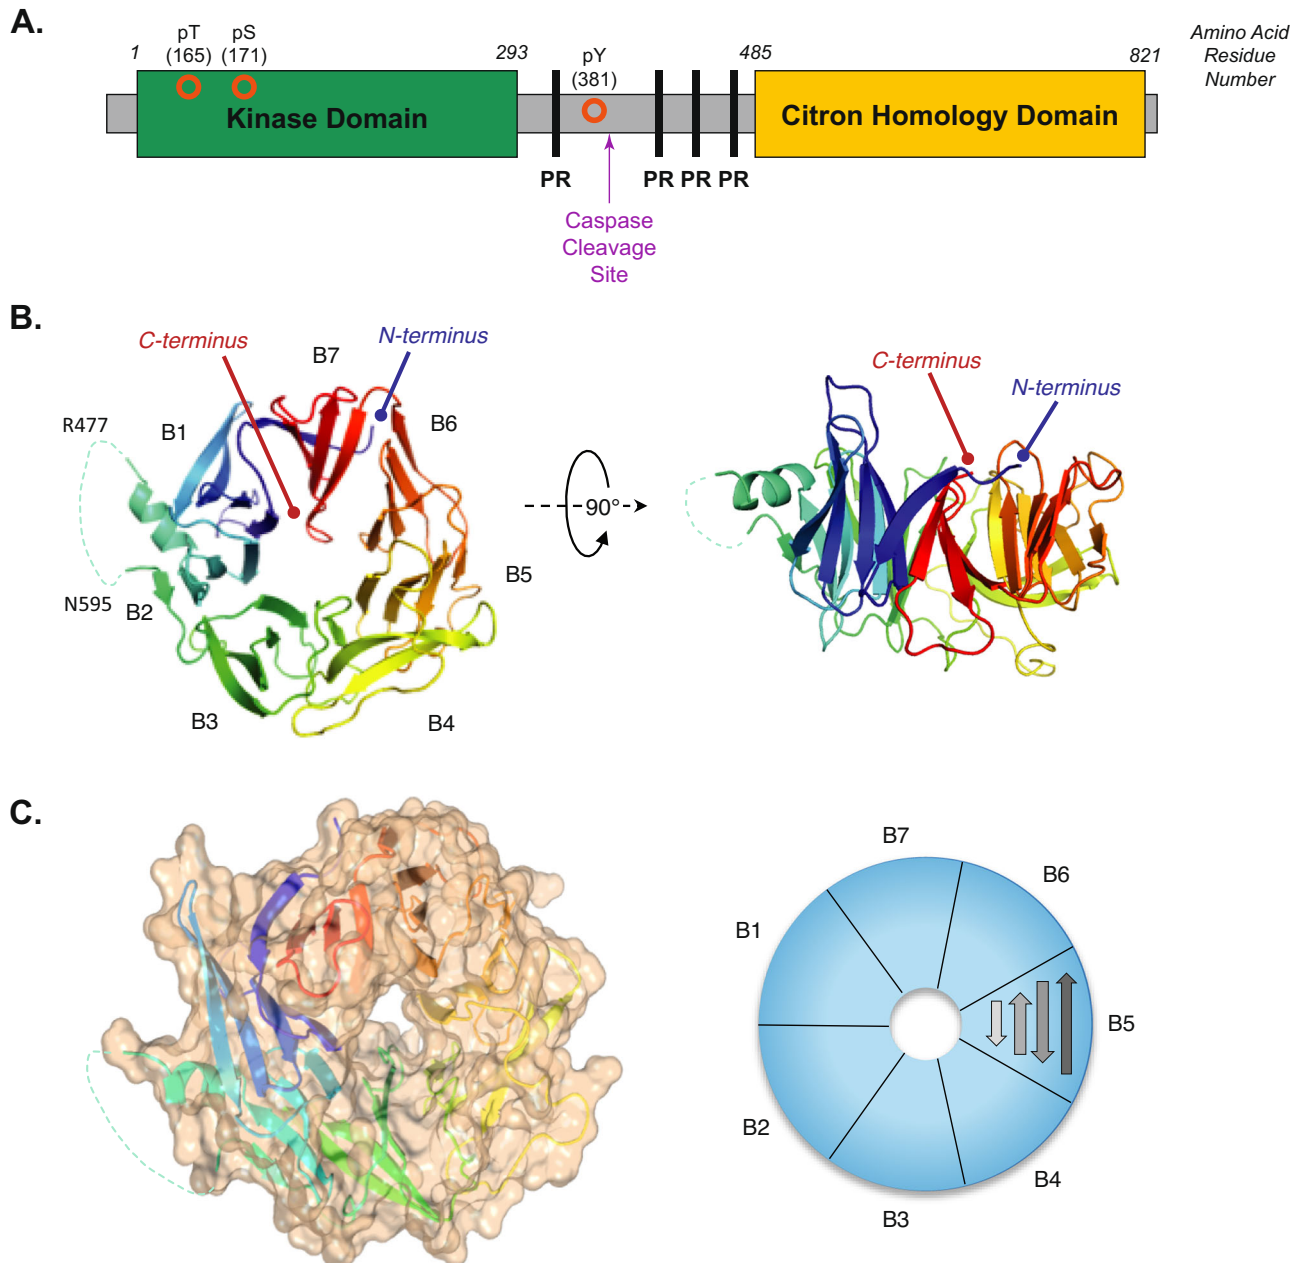 A.
1
pT
(165)
pS
(171)
293
pY
(381)
485
821
Amino Acid
Residue
Number
Kinase Domain
Citron Homology Domain
PR
PR
PR
PR
Caspase
Cleavage
Site
B.
C-terminus
B7
N-terminus
R477
B1
B6
N595
B2
B5
B3
B4
90°
C-terminus
N-terminus
C.
B7
B6
B1
B5
B2
B4
B3